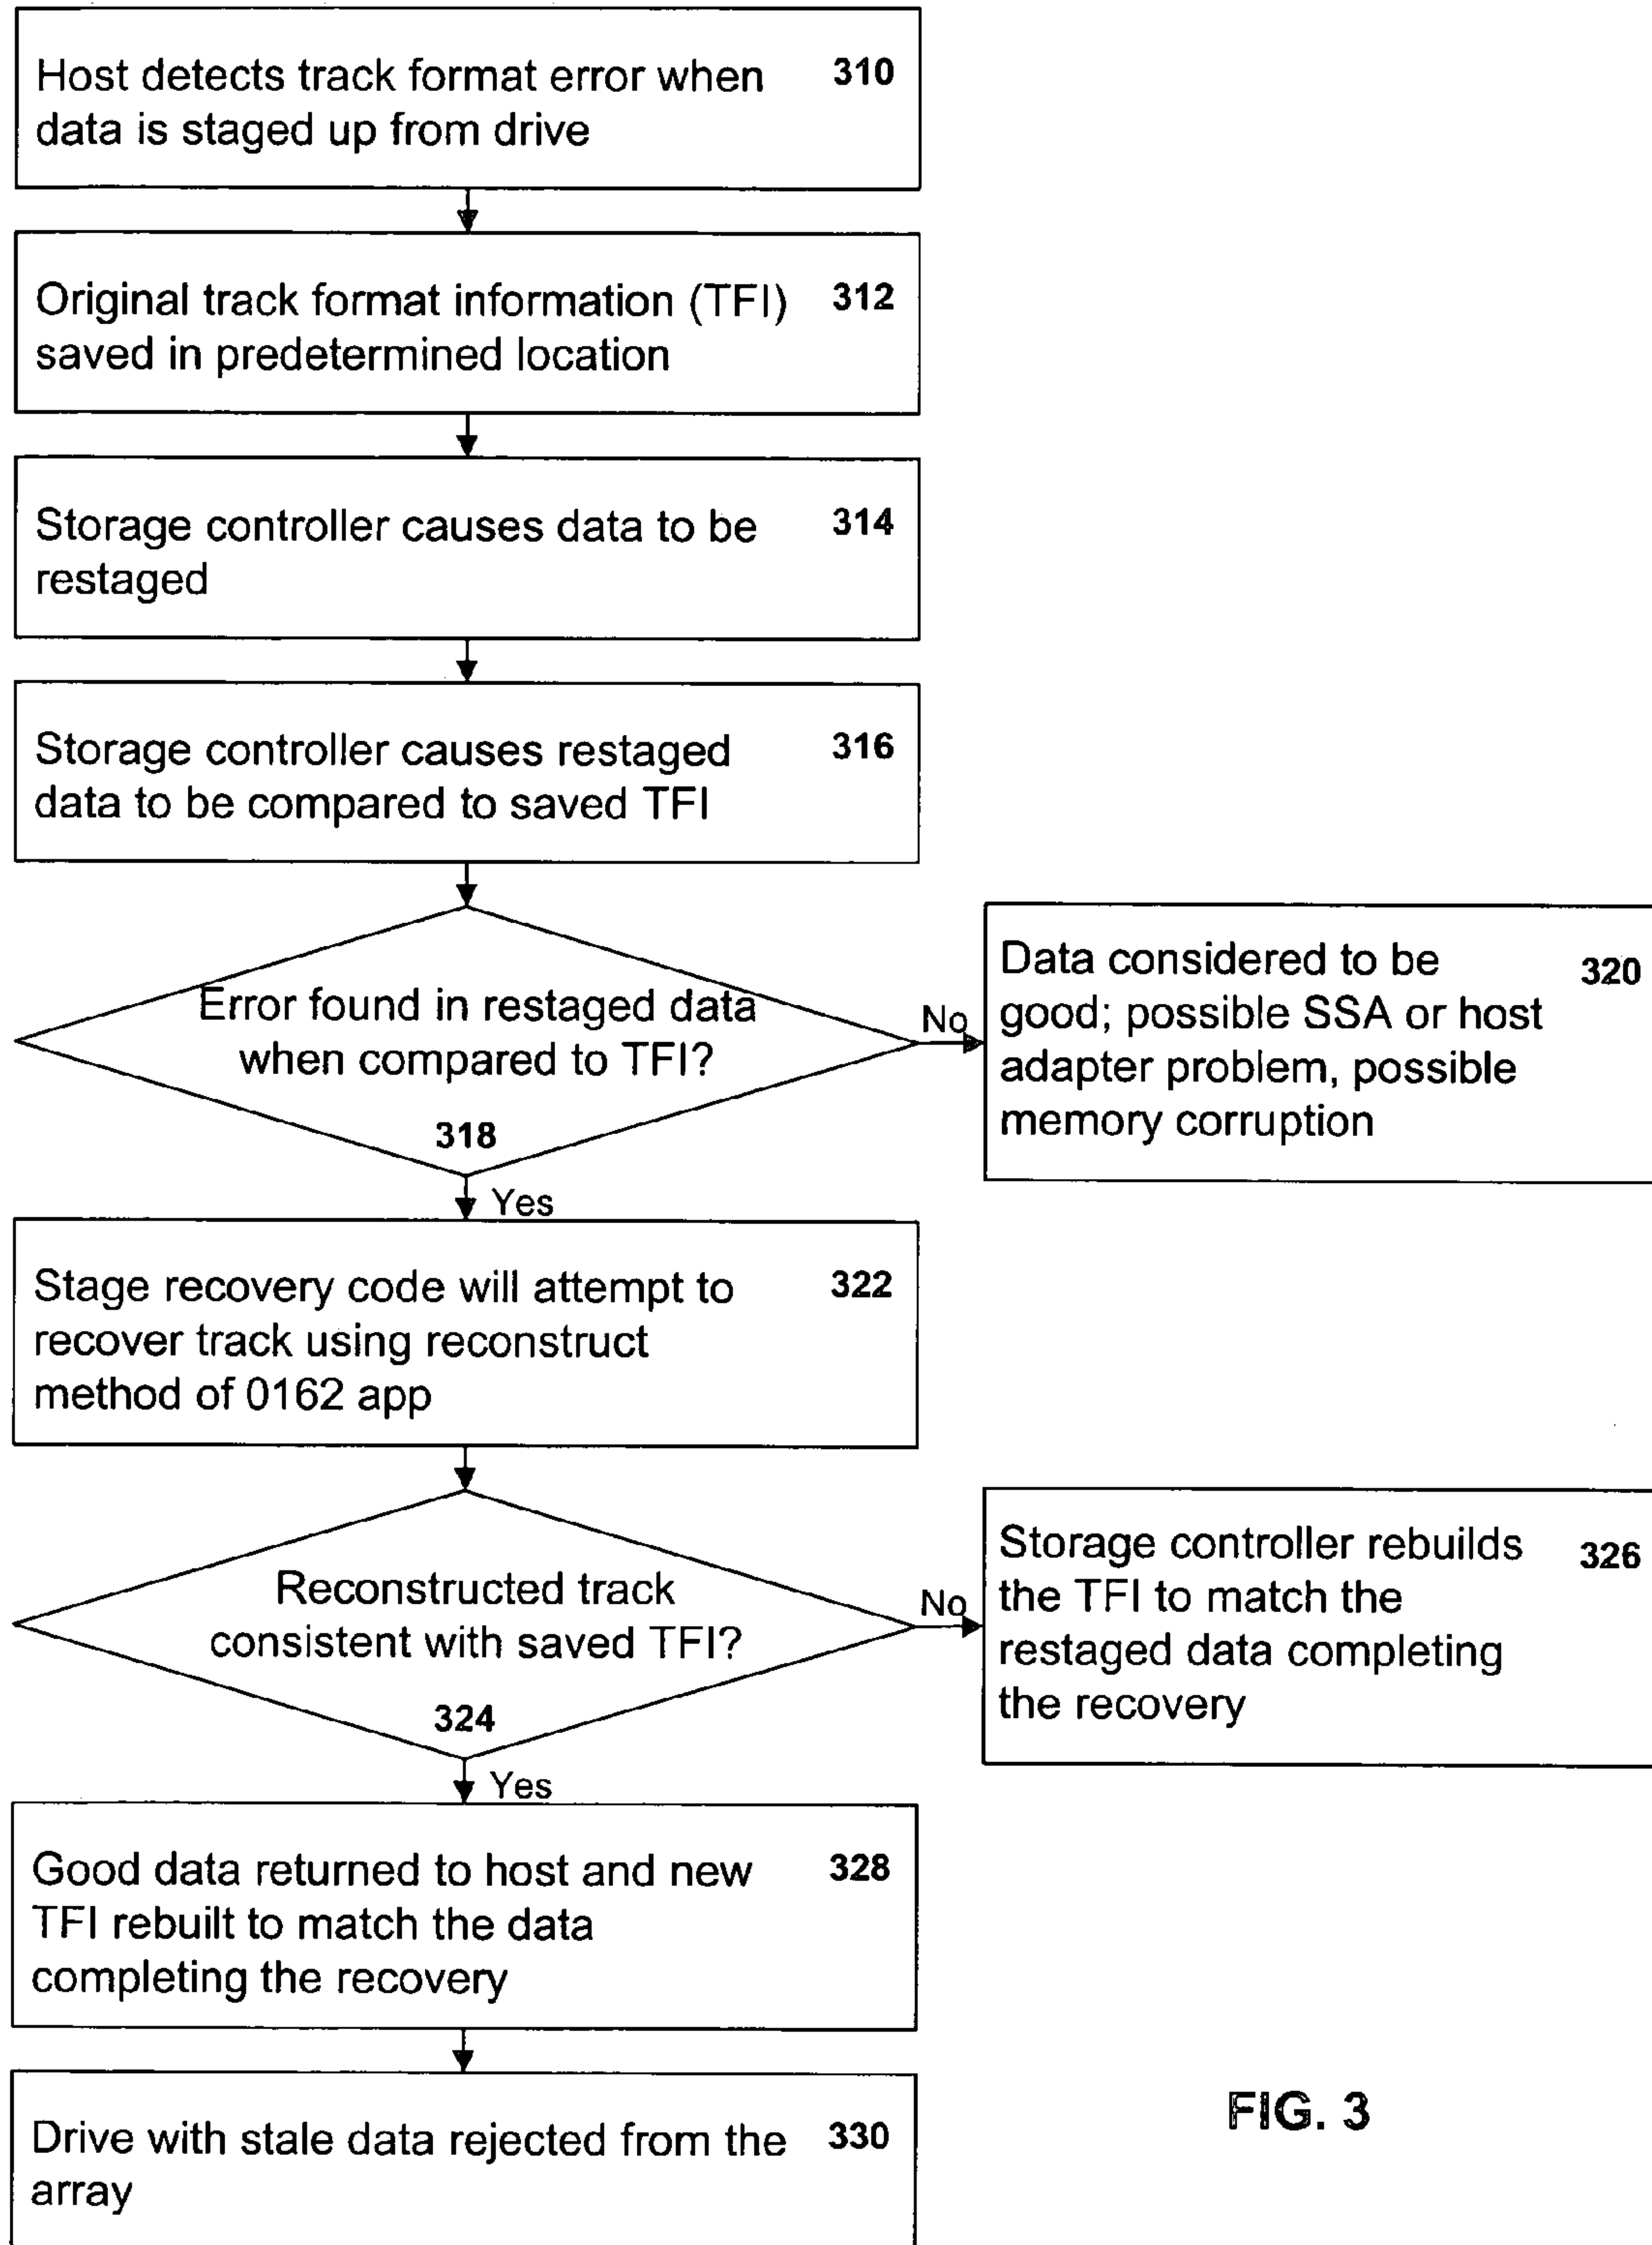 Host detects track format error when 310
data is staged up from drive
Original track format information (TFI) 312
saved in predetermined location
Storage controller causes data to be 314
restaged
Storage controller causes restaged 316
data to be compared to saved TFI
Error found in restaged data
when compared to TFI?
318
No
Data considered to be 320
good; possible SSA or host
adapter problem, possible
memory corruption
Yes
Stage recovery code will attempt to 322
recover track using reconstruct
method of 0162 app
Reconstructed track
consistent with saved TFI?
324
No
Storage controller rebuilds 326
the TFI to match the
restaged data completing
the recovery
Yes
Good data returned to host and new 328
TFI rebuilt to match the data
completing the recovery
Drive with stale data rejected from the 330
array
FIG. 3